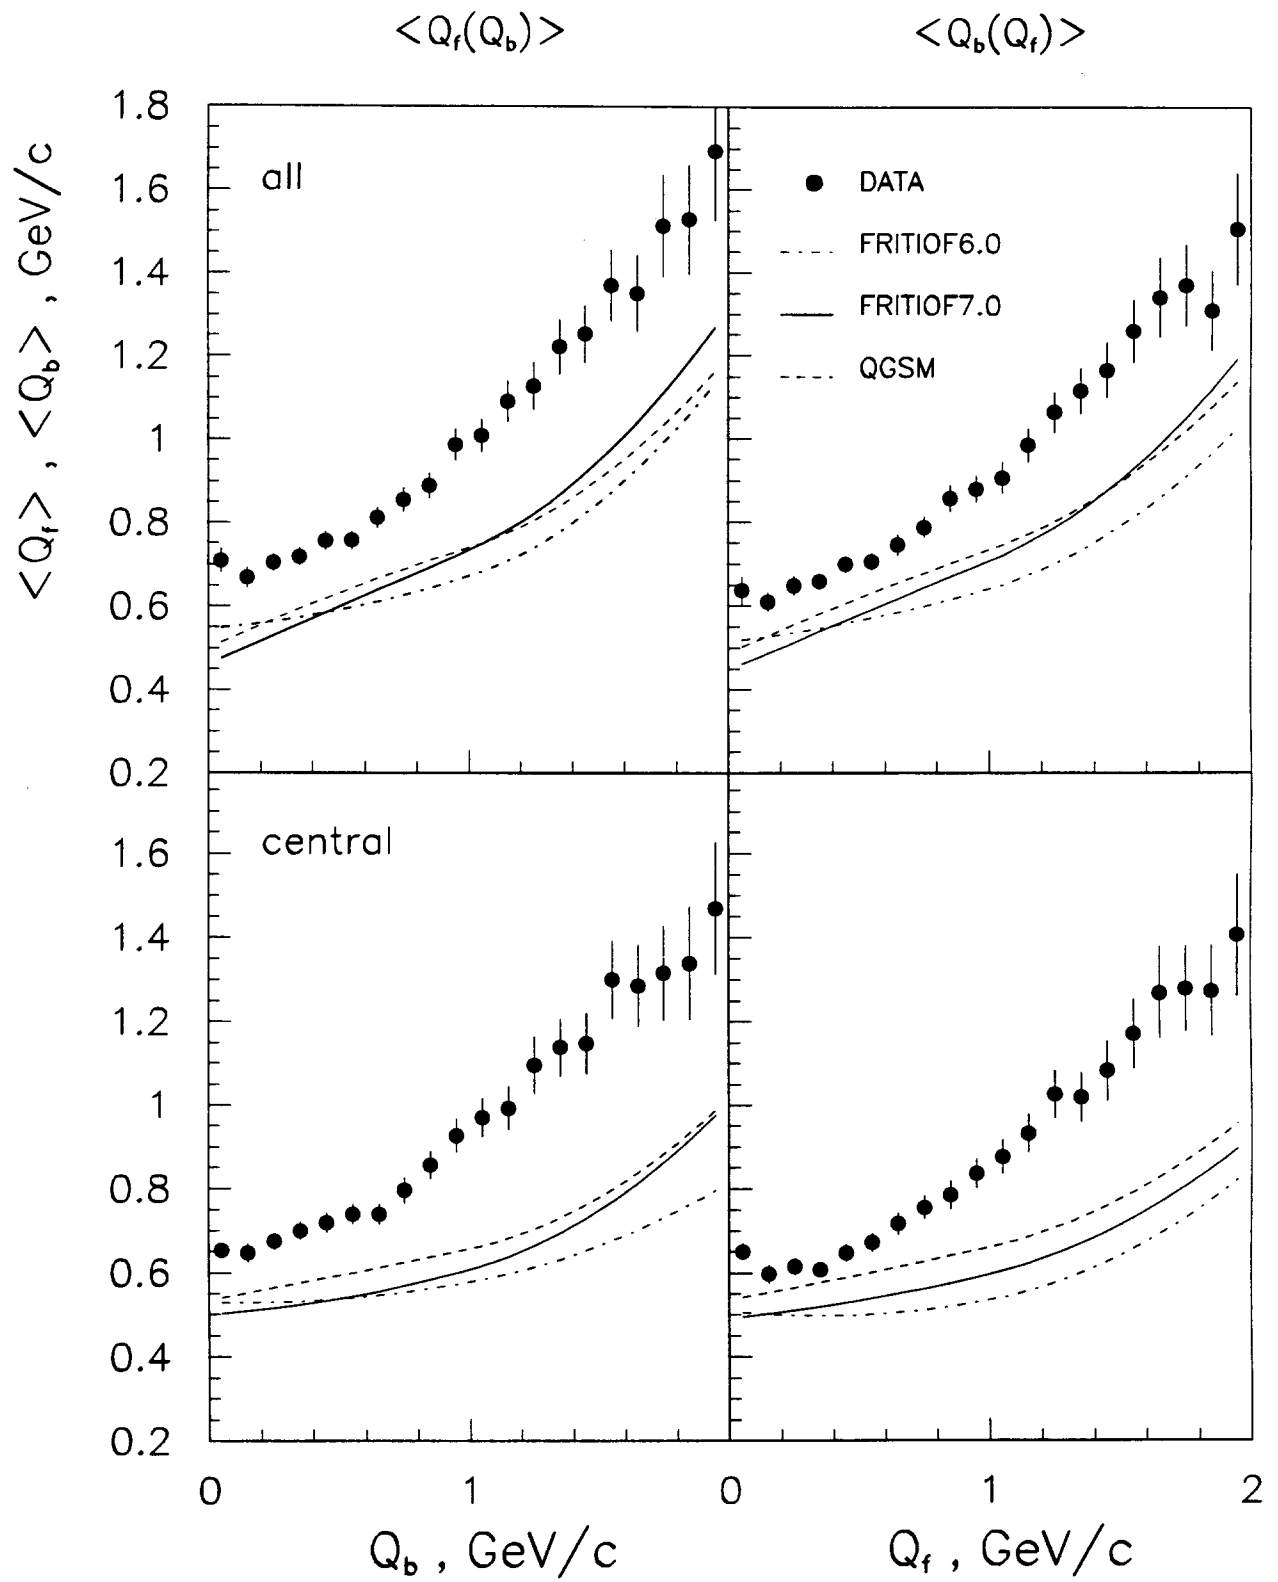 <Q_f(Q_b)>
<Q_b(Q_f)>
<Q_f> , <Q_b> , GeV/c
1.8
1.6
1.4
1.2
1
0.8
0.6
0.4
0.2
all
DATA
FRITIOF6.0
FRITIOF7.0
QGSM
1.6
1.4
1.2
1
0.8
0.6
0.4
0.2
central
0 1 0 1 2
Q_b , GeV/c
Q_f , GeV/c